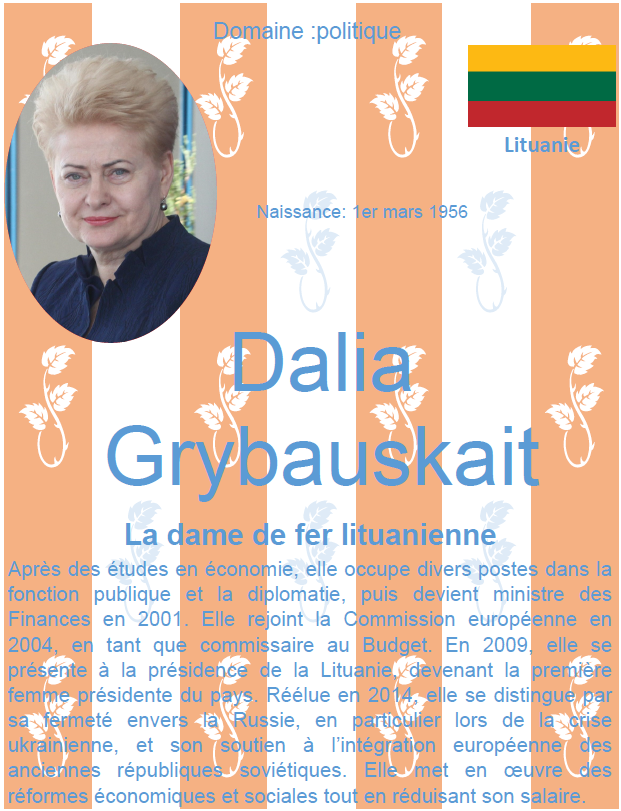 Domaine :politique
Lituanie
Naissance: 1er mars 1956
Dalia
Grybauskait
La dame de fer lituanienne
Après des études en économie, elle occupe divers postes dans la
fonction publique et la diplomatie, puis devient ministre des
Finances en 2001. Elle rejoint la Commission européenne en
2004, en tant que commissaire au Budget. En 2009, elle se
présente à la présidence de la Lituanie, devenant la première
femme présidente du pays. Réélue en 2014, elle se distingue par
sa fermeté envers la Russie, en particulier lors de la crise
ukrainienne, et son soutien à l’intégration européenne des
anciennes républiques soviétiques. Elle met en œuvre des
réformes économiques et sociales tout en réduisant son salaire.